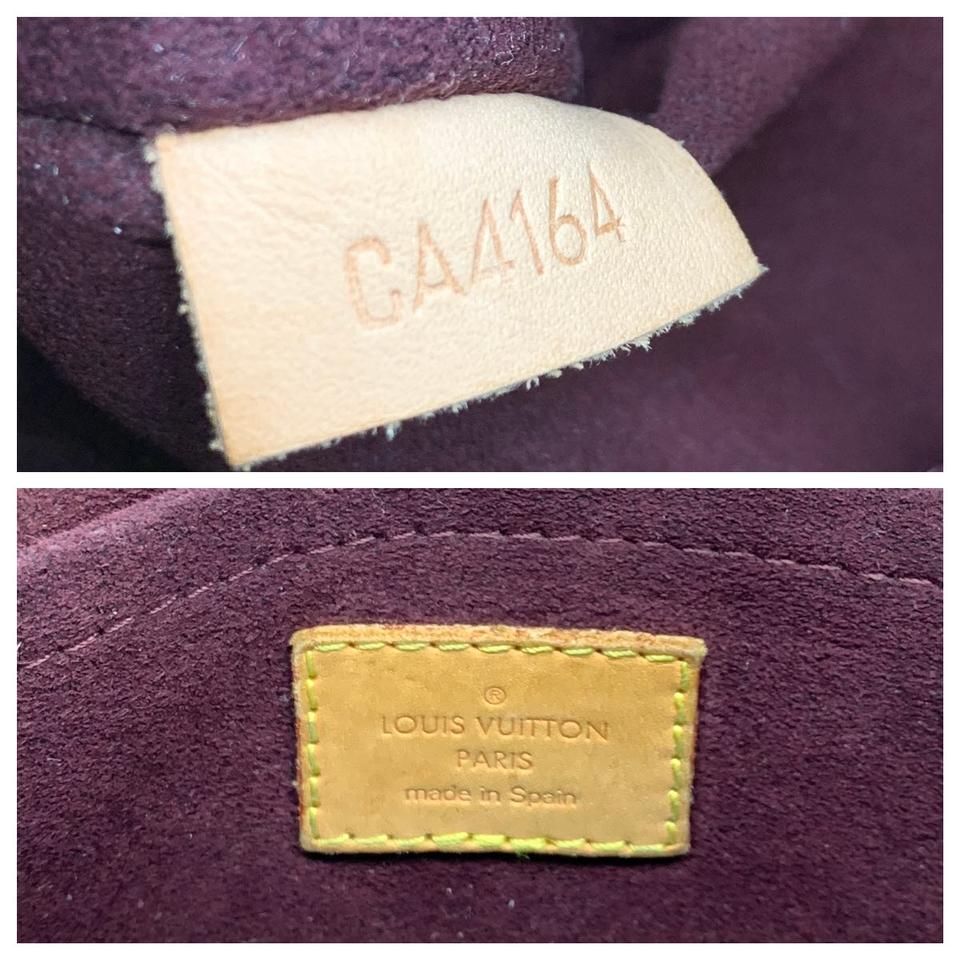 CA4164
®
LOUIS VUITTON
PARIS
made in Spain